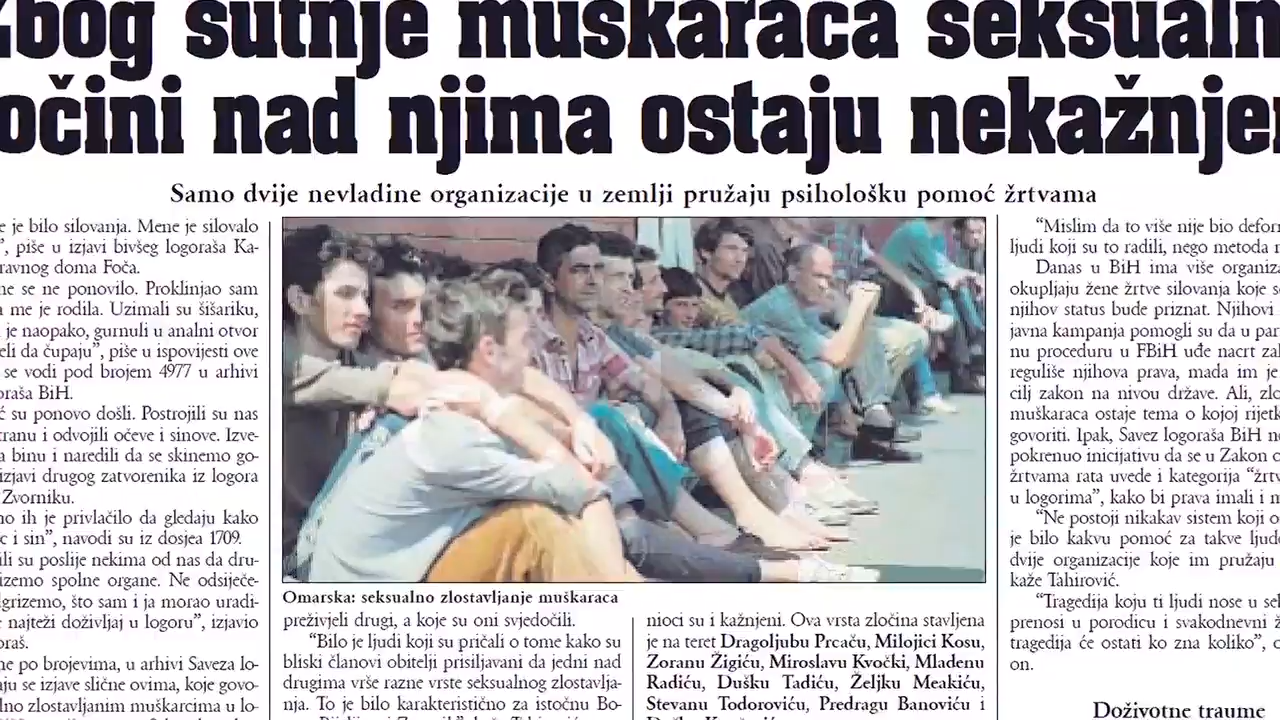 Zbog šutnje muškaraca seksualn
očini nad njima ostaju nekažnje
Samo dvije nevladine organizacije u zemlji pružaju psihološku pomoć žrtvama
e je bilo silovanja. Mene je silovalo
”, piše u izjavi bivšeg logoraša Ka-
ravnog doma Foča.
ne se ne ponovilo. Proklinjao sam
a me je rodila. Uzimali su šišariku,
i je naopako, gurnuli u analni otvor
eli da čupaju”, piše u ispovijesti ove
se vodi pod brojem 4977 u arhivi
oraša BiH.
ć su ponovo došli. Postrojili su nas
tranu i odvojili očeve i sinove. Izve-
a binu i naredili da se skinemo go-
izjavi drugog zatvorenika iz logora
Zvorniku.
no ih je privlačilo da gledaju kako
c i sin”, navodi su iz dosjea 1709.
ili su poslije nekima od nas da dru-
izemo spolne organe. Ne odsiječe-
grizemo, što sam i ja morao uradi-
najteži doživljaj u logoru”, izjavio
oraš.
ne po brojevima, u arhivi Saveza lo-
aju se izjave slične ovima, koje govo-
lno zlostavljanim muškarcima u lo-
Omarska: seksualno zlostavljanje muškaraca
preživjeli drugi, a koje su oni svjedočili.
“Bilo je ljudi koji su pričali o tome kako su
bliski članovi obitelji prisiljavani da jedni nad
drugima vrše razne vrste seksualnog zlostavlja-
nja. To je bilo karakteristično za istočnu Bo-
nioci su i kažnjeni. Ova vrsta zločina stavljena
je na teret Dragoljubu Prcaču, Milojici Kosu,
Zoranu Žigiću, Miroslavu Kvočki, Mladenu
Radiću, Dušku Tadiću, Željku Meakiću,
Stevanu Todoroviću, Predragu Banoviću i
“Mislim da to više nije bio defor
ljudi koji su to radili, nego metoda
Danas u BiH ima više organiza
okupljaju žene žrtve silovanja koje s
njihov status bude priznat. Njihovi
javna kampanja pomogli su da u par
nu proceduru u FBiH uđe nacrt za
reguliše njihova prava, mada im je
cilj zakon na nivou države. Ali, zlo
muškaraca ostaje tema o kojoj rijetk
govoriti. Ipak, Savez logoraša BiH
pokrenuo inicijativu da se u Zakon
žrtvama rata uvede i kategorija “žrtv
u logorima”, kako bi prava imali i
“Ne postoji nikakav sistem koji
je bilo kakvu pomoć za takve ljude
dvije organizacije koje im pružaju
kaže Tahirović.
“Tragedija koju ti ljudi nose u se
prenosi u porodicu i svakodnevni
tragedija će ostati ko zna koliko”,
on.
Doživotne traume